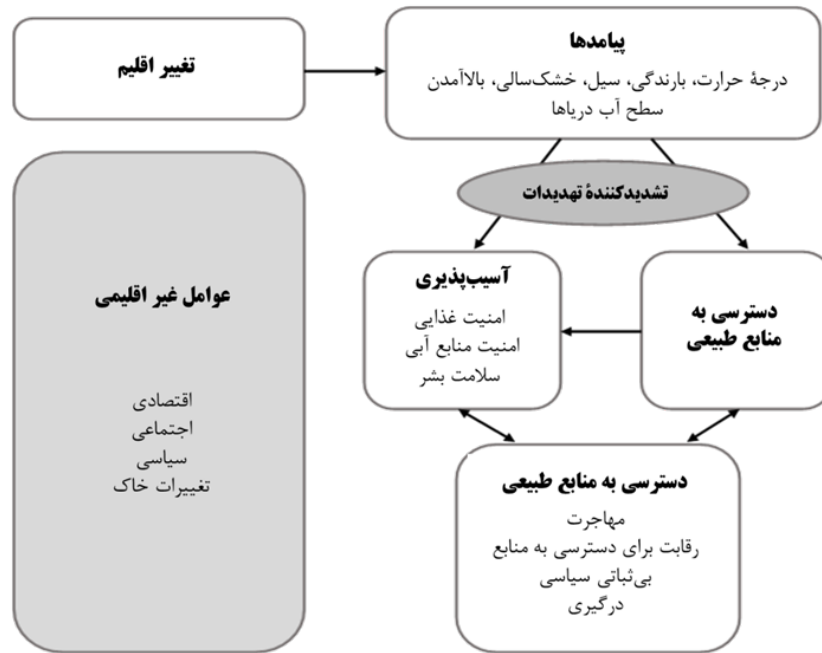 تغییر اقلیم
پیامدها
درجهٔ حرارت، بارندگی، سیل، خشک‌سالی، بالاآمدن
سطح آب دریاها
تشدیدکنندهٔ تهدیدات
عوامل غیر اقلیمی
اقتصادی
اجتماعی
سیاسی
تغییرات خاک
دسترسی به
منابع طبیعی
آسیب‌پذیری
امنیت غذایی
امنیت منابع آبی
سلامت بشر
دسترسی به منابع طبیعی
مهاجرت
رقابت برای دسترسی به منابع
بی‌ثباتی سیاسی
درگیری